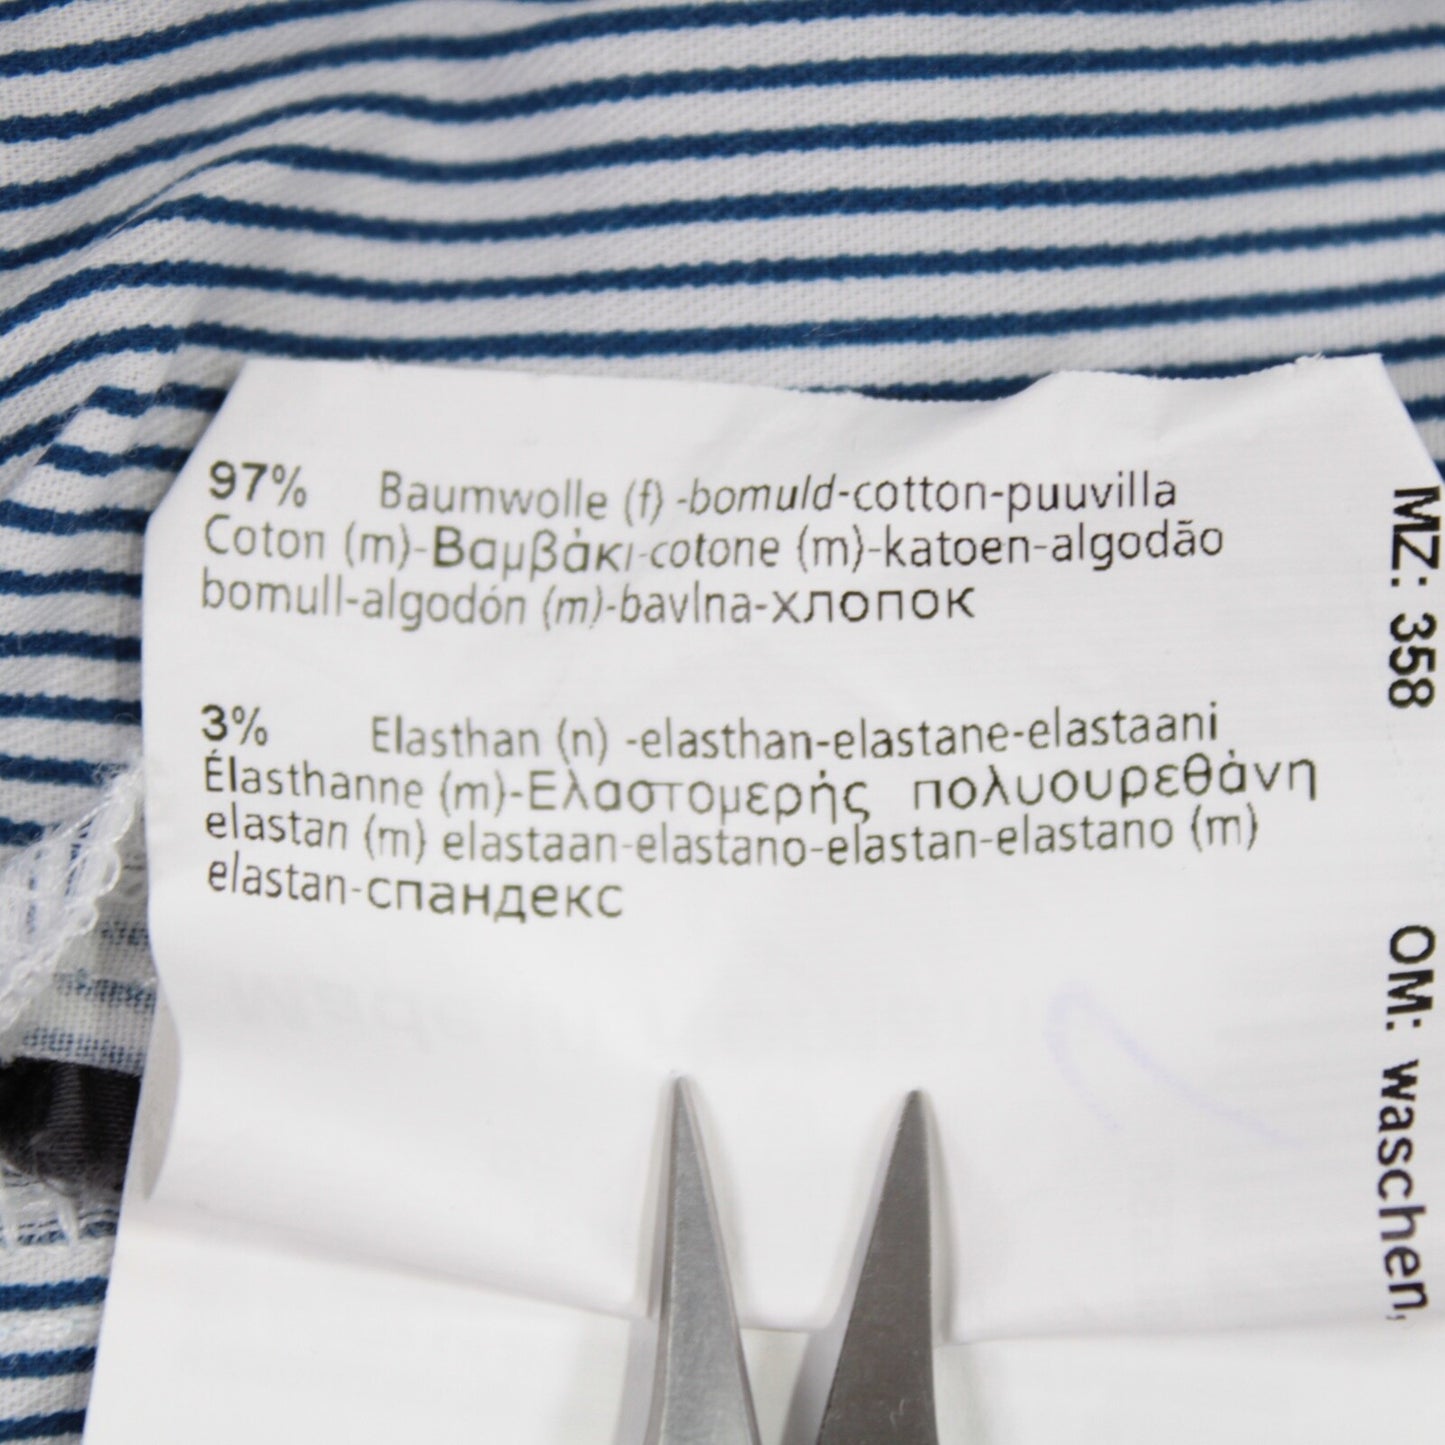 97% Baumwolle (f) -bomuld-cotton-puuvilla
Coton (m)-Βαμβάκι-cotone (m)-katoen-algodão
bomull-algodón (m)-bavlna-хлопок
3% Elasthan (n) -elasthan-elastane-elastaani
Élasthanne (m)-Ελαστομερής πολυουρεθάνη
elastan (m) elastaan-elastano-elastan-elastano (m)
elastan-спандекс
MZ: 358
OM: waschen,